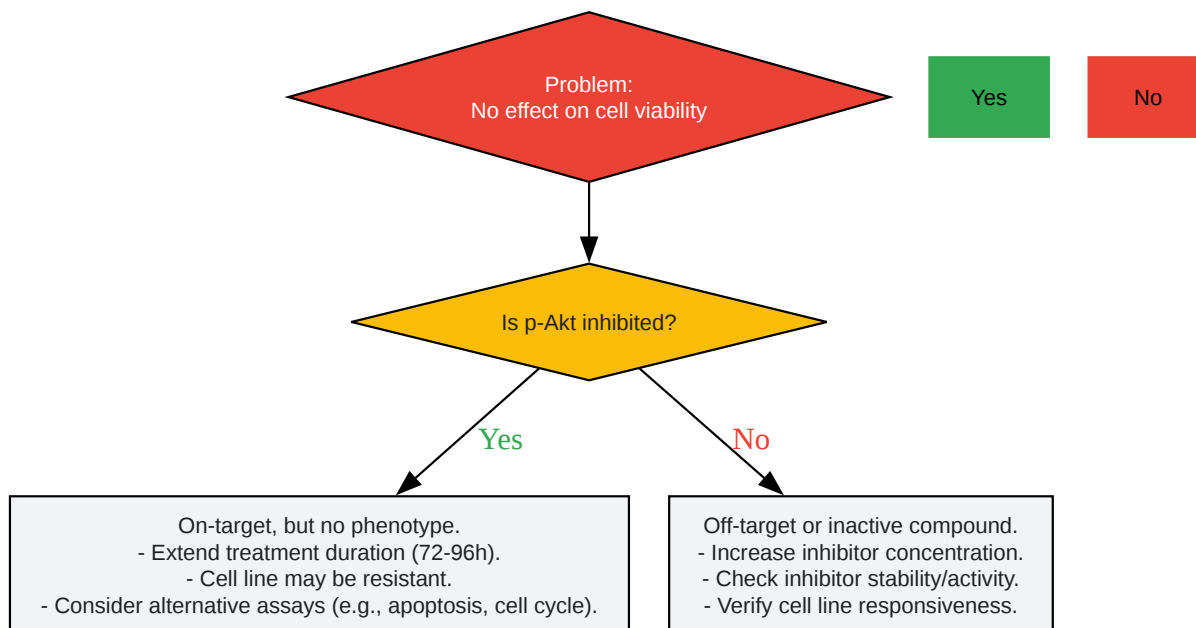 Problem:
No effect on cell viability
Yes
No
Is p-Akt inhibited?
Yes
No
On-target, but no phenotype.
- Extend treatment duration (72-96h).
- Cell line may be resistant.
- Consider alternative assays (e.g., apoptosis, cell cycle).
Off-target or inactive compound.
- Increase inhibitor concentration.
- Check inhibitor stability/activity.
- Verify cell line responsiveness.